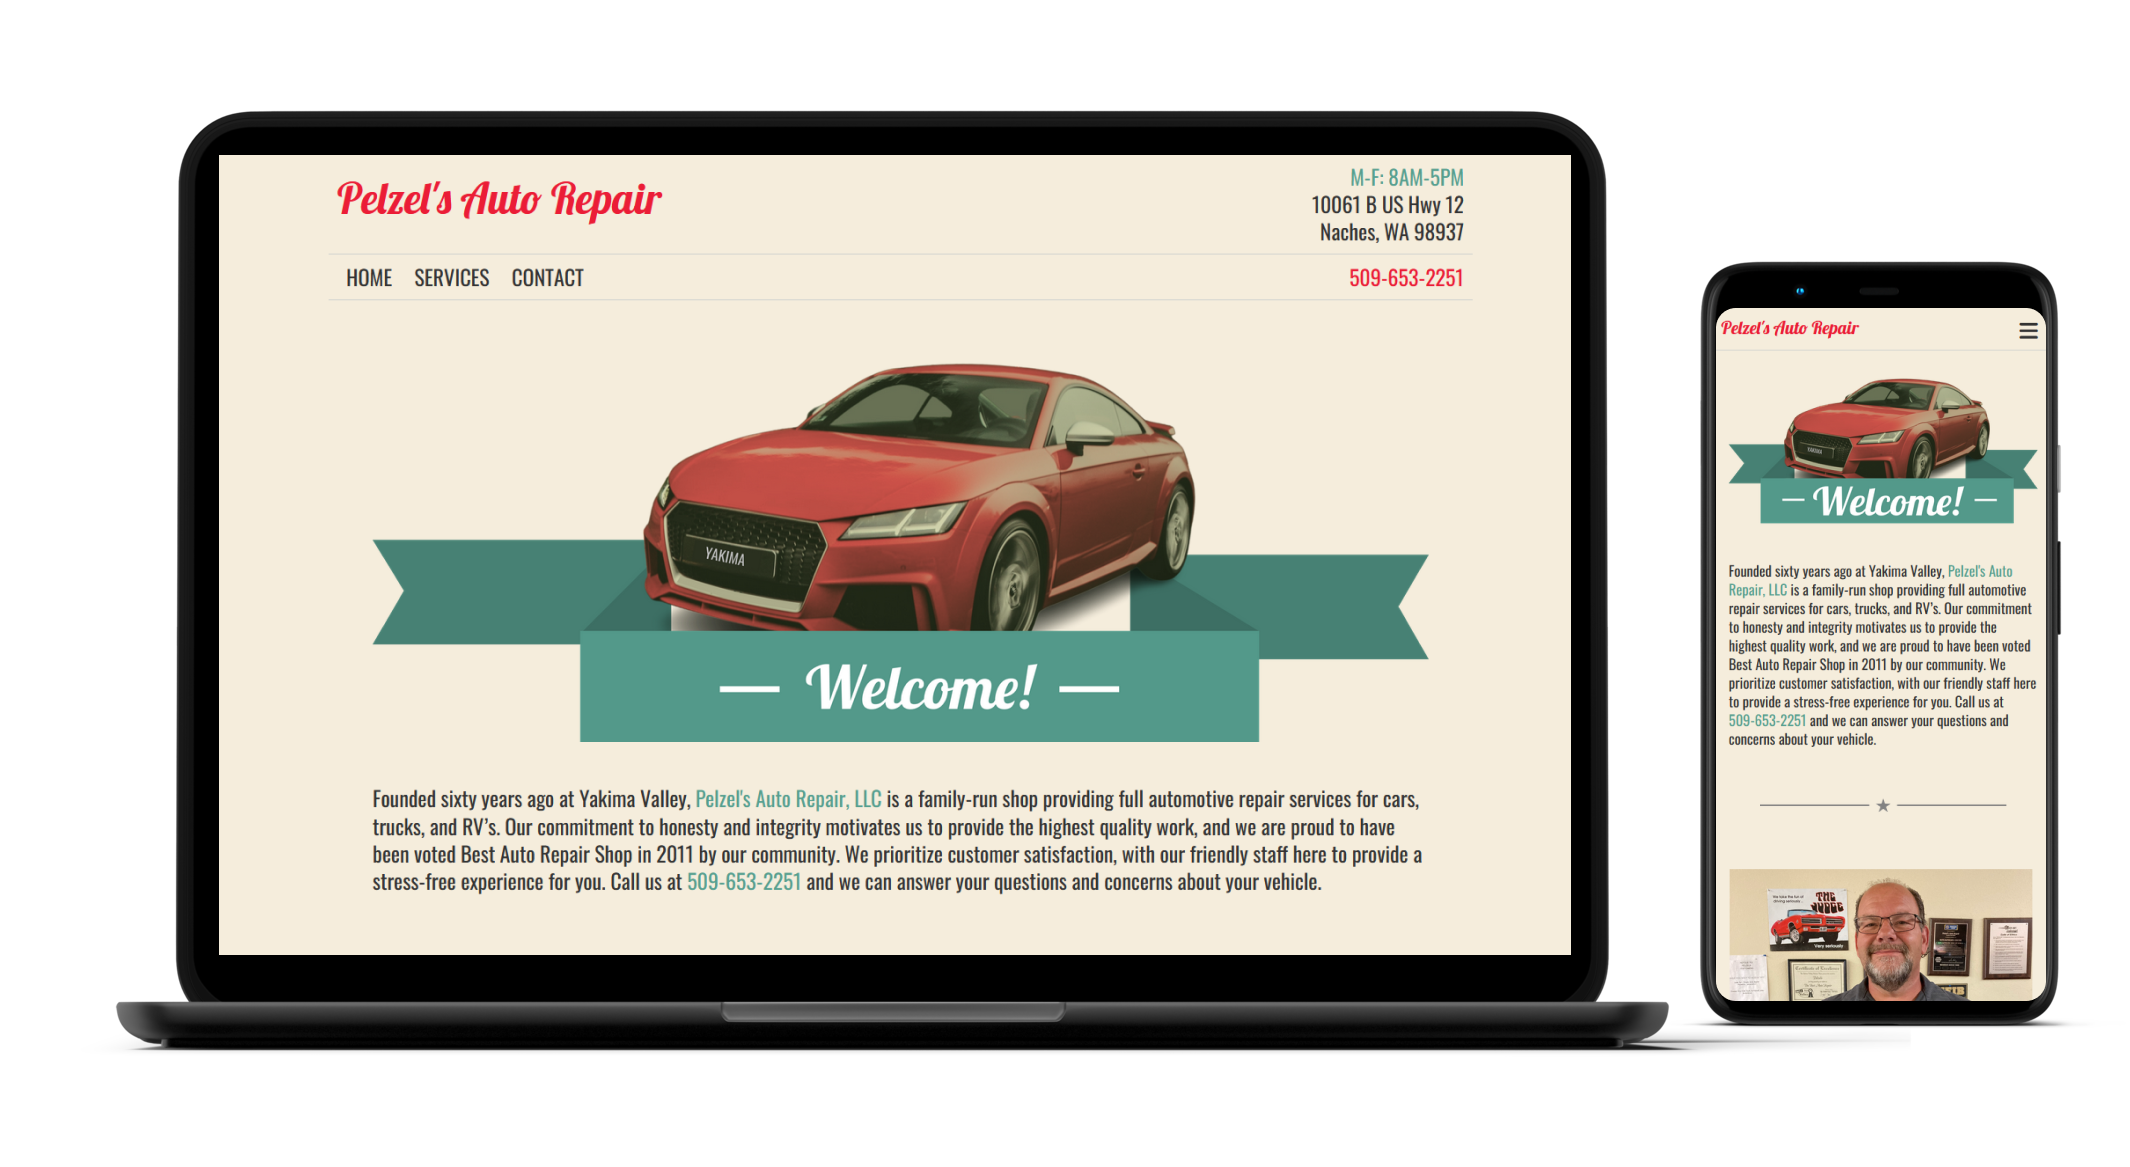 Pelzel's Auto Repair
M-F: 8AM-5PM
10061 B US Hwy 12
Naches, WA 98937
HOME SERVICES CONTACT
509-653-2251
YAKIMA
Welcome!
Founded sixty years ago at Yakima Valley, Pelzel's Auto Repair, LLC is a family-run shop providing full automotive repair services for cars,
trucks, and RV's. Our commitment to honesty and integrity motivates us to provide the highest quality work, and we are proud to have
been voted Best Auto Repair Shop in 2011 by our community. We prioritize customer satisfaction, with our friendly staff here to provide a
stress-free experience for you. Call us at 509-653-2251 and we can answer your questions and concerns about your vehicle.
Pelzel's Auto Repair
YAKIMA
Welcome!
Founded sixty years ago at Yakima Valley, Pelzel's Auto
Repair, LLC is a family-run shop providing full automotive
repair services for cars, trucks, and RV's. Our commitment
to honesty and integrity motivates us to provide the
highest quality work, and we are proud to have been voted
Best Auto Repair Shop in 2011 by our community. We
prioritize customer satisfaction, with our friendly staff here
to provide a stress-free experience for you. Call us at
509-653-2251 and we can answer your questions and
concerns about your vehicle.
THE
JUDGE
Very seriously
Certificate of Excellence